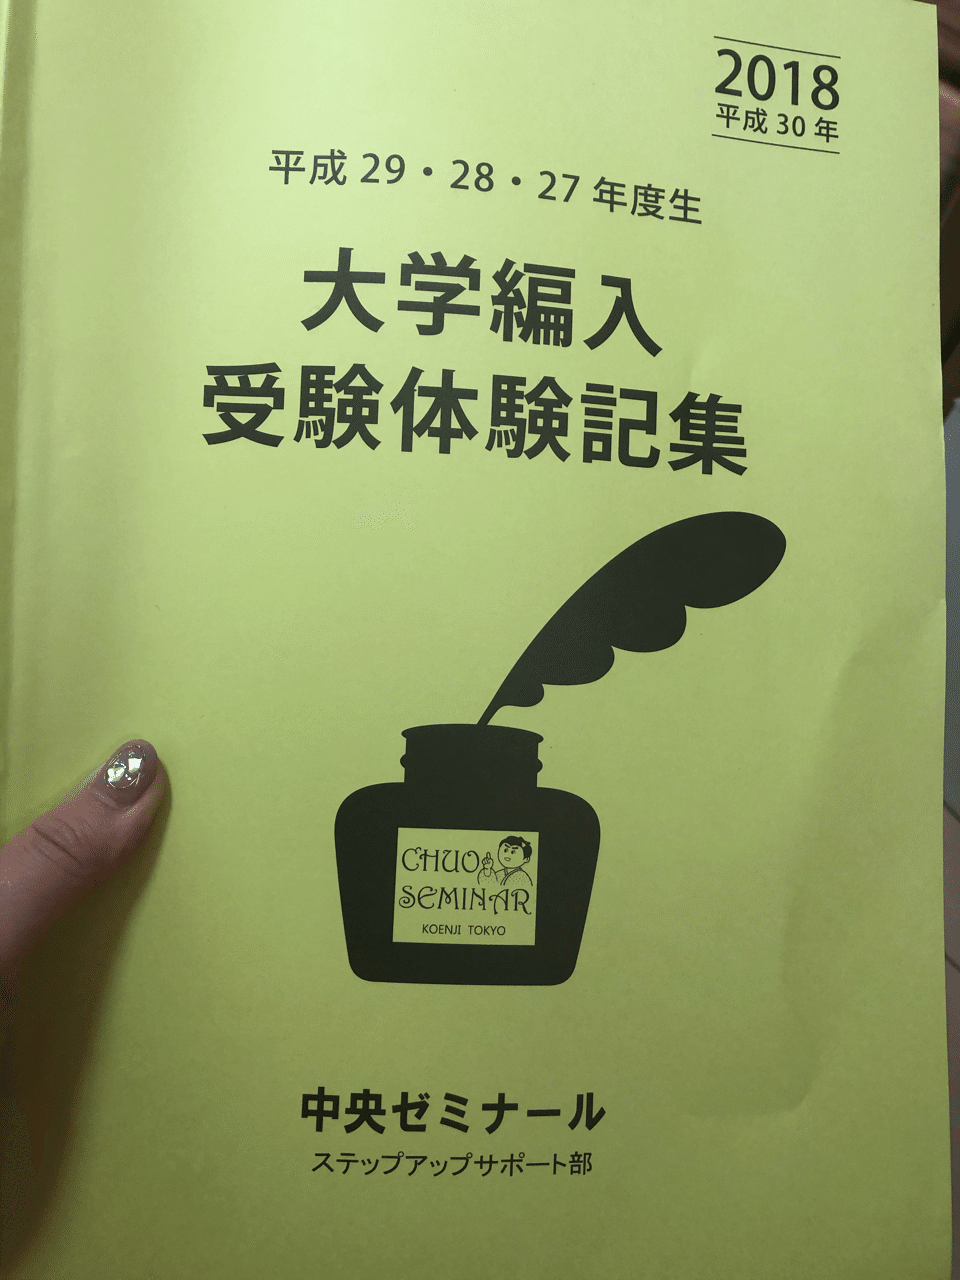 2018
平成 30 年
平成 29・28・27 年度生
大学編入
受験体験記集
CHUO
SEMINAR
KOENJI TOKYO
中央ゼミナール
ステップアップサポート部